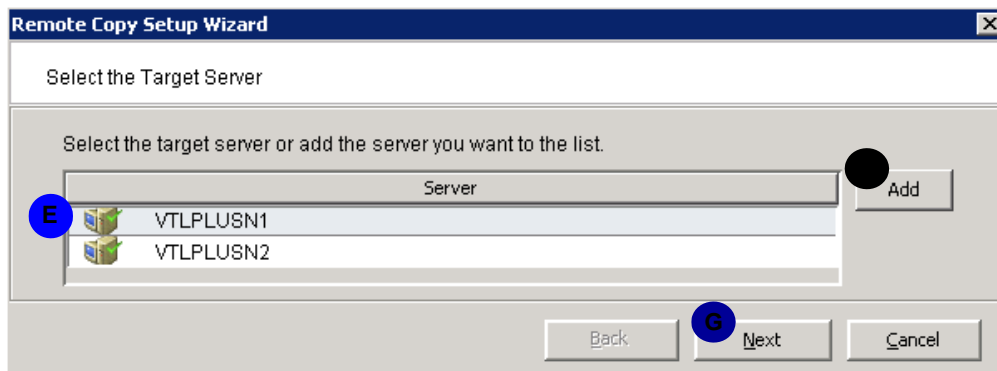 Remote Copy Setup Wizard
Select the Target Server
Select the target server or add the server you want to the list.
Server
Add
E
VTLPLUSN1
VTLPLUSN2
G
Back
Next
Cancel